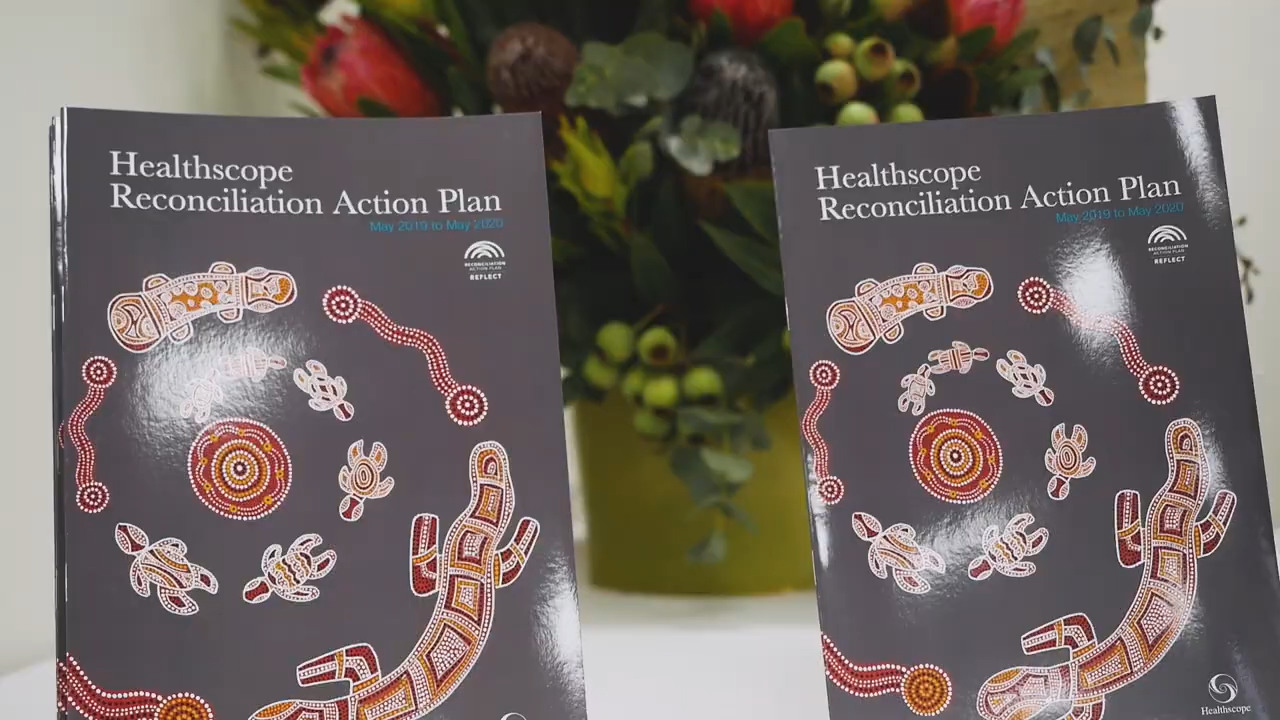 Healthscope
Reconciliation Action Plan
May 2019 to May 2020
RECONCILIATION
ACTION PLAN
REFLECT
Healthscope
Reconciliation Action Plan
May 2019 to May 2020
RECONCILIATION
ACTION PLAN
REFLECT
Healthscope